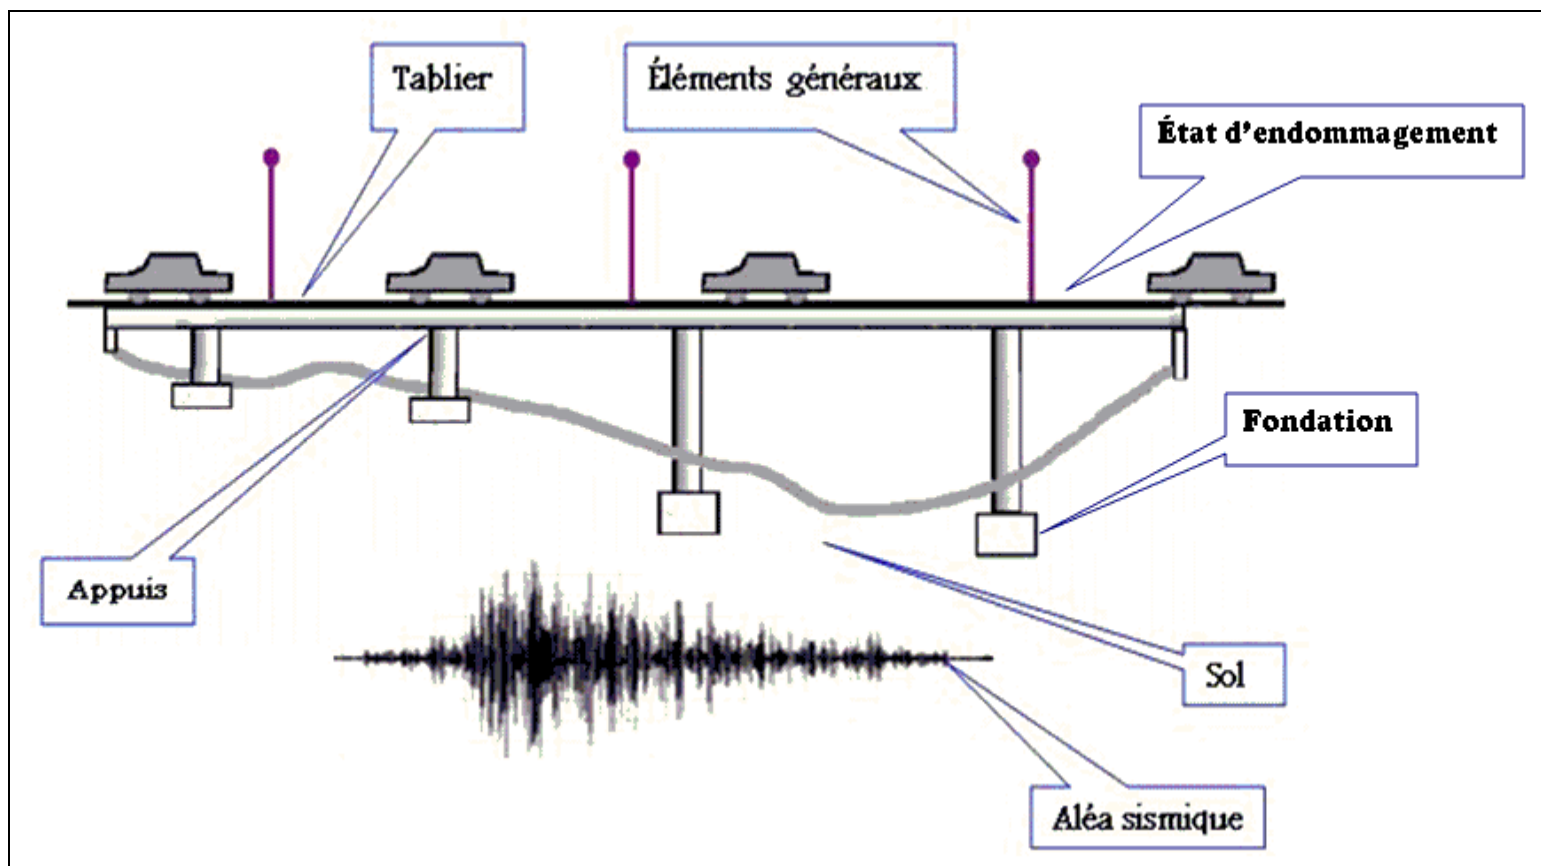 Tablier
Éléments généraux
État d'endommagement
Fondation
Appuis
Sol
Aléa sismique